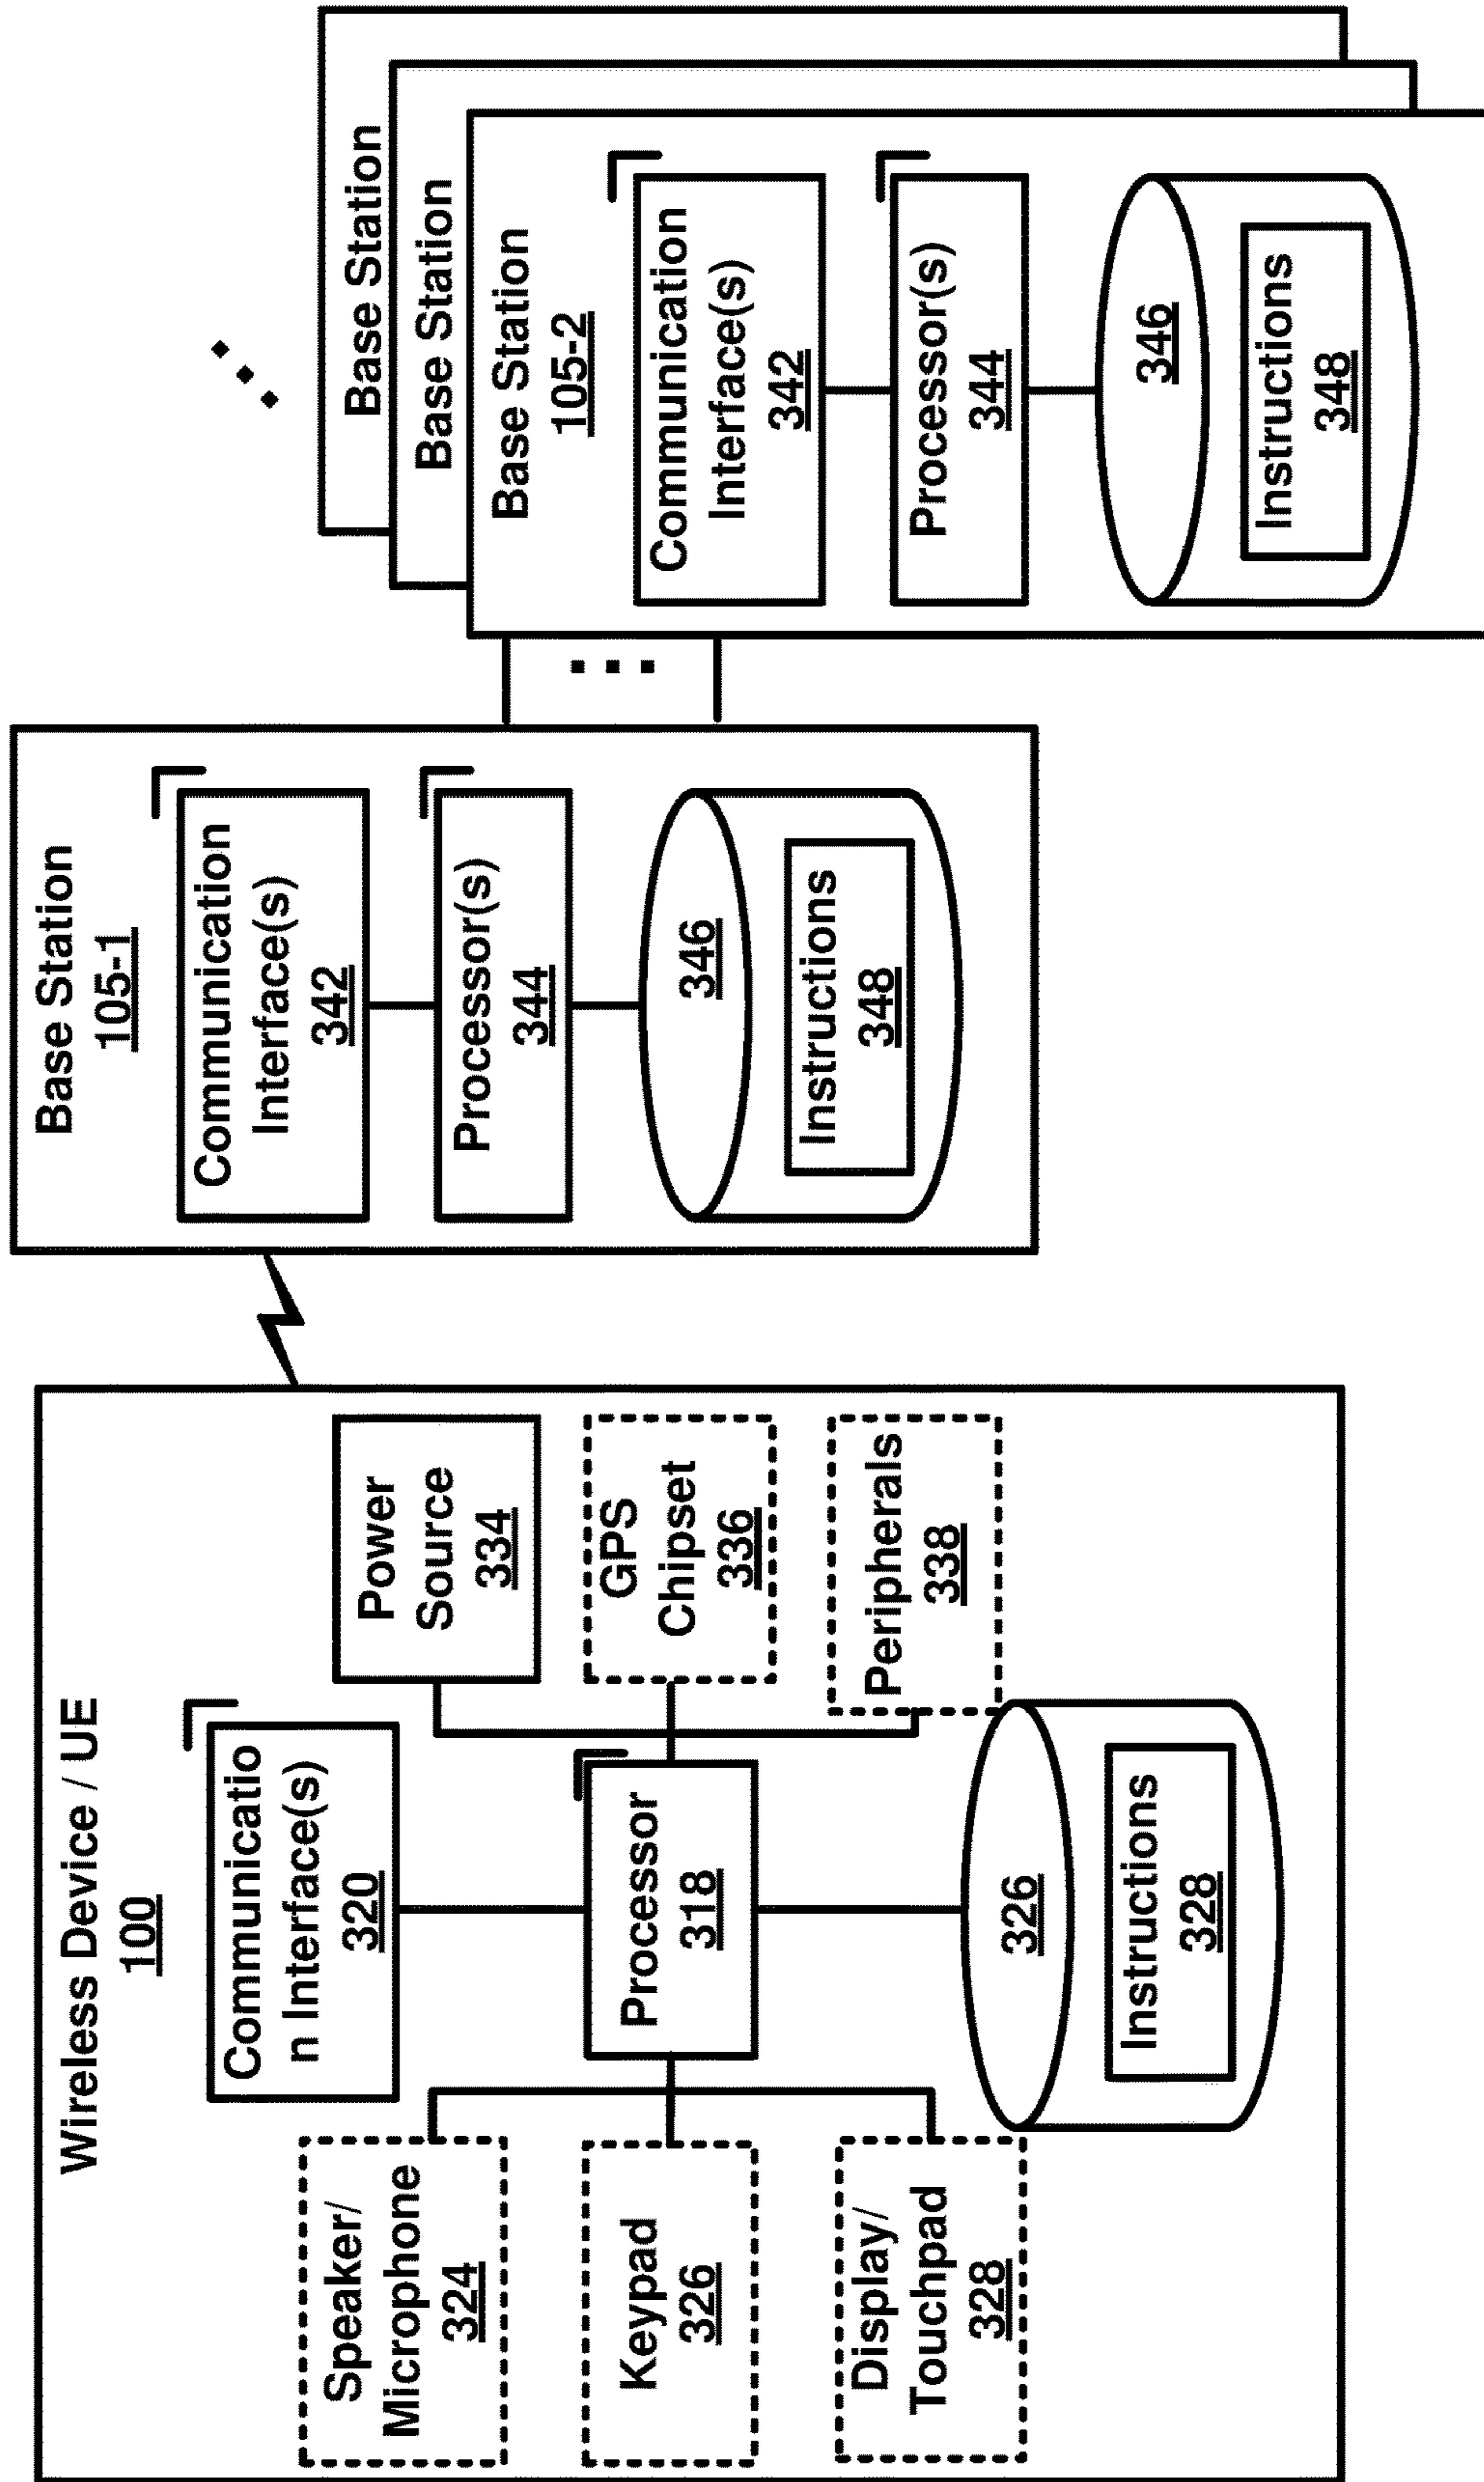 Wireless Device / UE
100
Communicatio
n Interface(s)
320
Speaker/
Microphone
324
Power
Source
334
Keypad
326
Processor
318
GPS
Chipset
336
Display/
Touchpad
328
Peripherals
338
326
Instructions
328
Base Station
105-1
Communication
Interface(s)
342
Processor(s)
344
346
Instructions
348
Base Station
Base Station
Base Station
105-2
Communication
Interface(s)
342
Processor(s)
344
346
Instructions
348